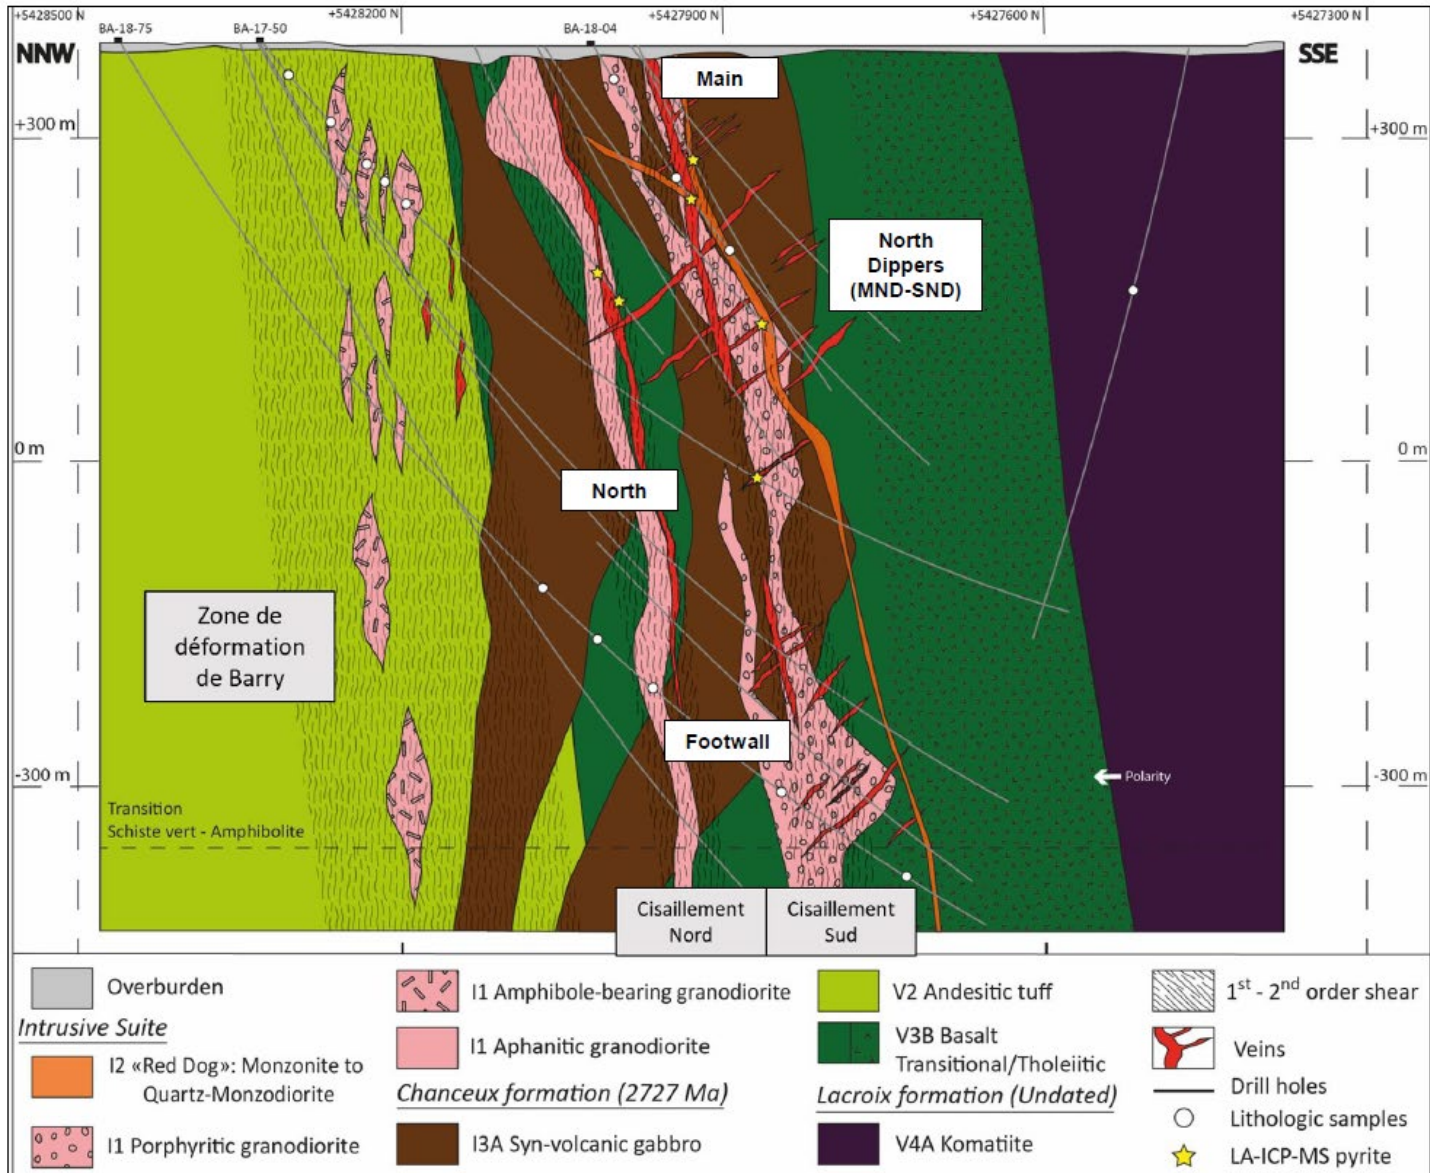 +5428500 N
+5428200 N
+5427900 N
+5427600 N
+5427300 N
BA-18-75
BA-17-50
BA-18-04
NNW
SSE
Main
+300 m
+300 m
North
Dippers
(MND-SND)
0 m
0 m
North
Zone de
déformation
de Barry
Footwall
-300 m
-300 m
Polarity
Transition
Schiste vert - Amphibolite
Cisaillement
Nord
Cisaillement
Sud
Overburden
Intrusive Suite
I2 «Red Dog»: Monzonite to
Quartz-Monzodiorite
I1 Porphyritic granodiorite
I1 Amphibole-bearing granodiorite
I1 Aphanitic granodiorite
Chanceux formation (2727 Ma)
I3A Syn-volcanic gabbro
V2 Andesitic tuff
V3B Basalt
Transitional/Tholeiitic
Lacroix formation (Undated)
V4A Komatiite
1st - 2nd order shear
Veins
Drill holes
Lithologic samples
LA-ICP-MS pyrite